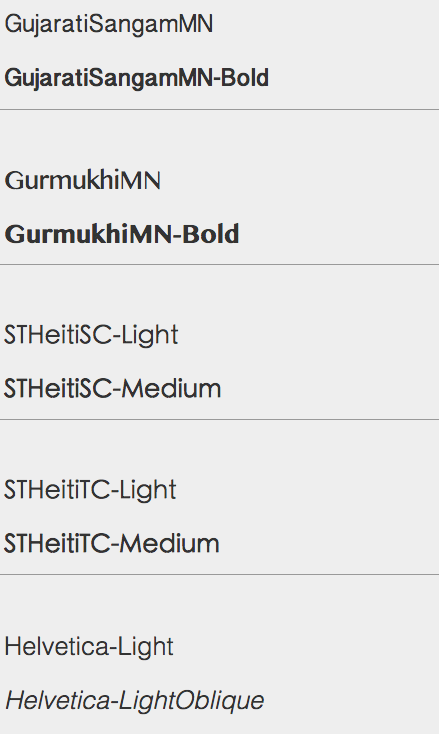 GujaratiSangamMN
GujaratiSangamMN-Bold
GurmukhiMN
GurmukhiMN-Bold
STHeitiSC-Light
STHeitiSC-Medium
STHeitiTC-Light
STHeitiTC-Medium
Helvetica-Light
Helvetica-LightOblique